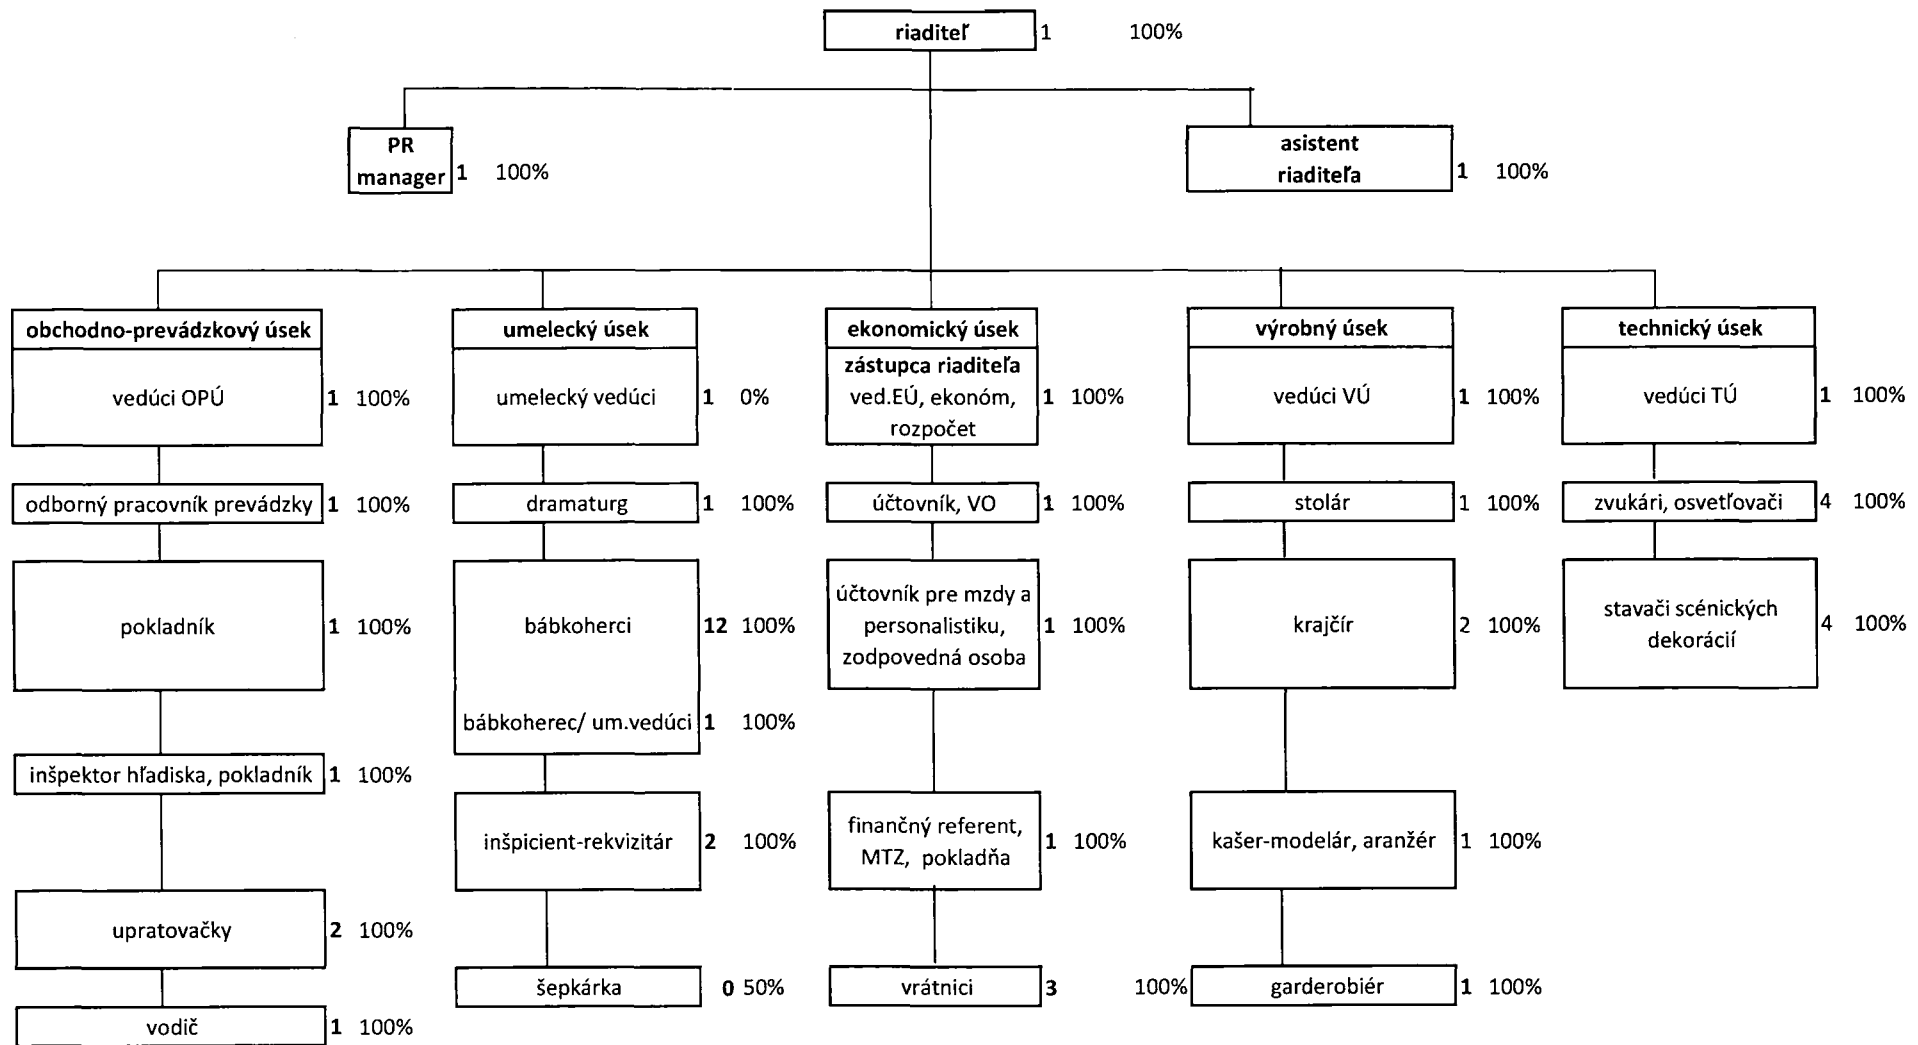 riaditeľ 1 100%
PR
manager 1 100%
asistent
riaditeľa 1 100%
obchodno-prevádzkový úsek
vedúci OPÚ 1 100%
odborný pracovník prevádzky 1 100%
pokladník 1 100%
inšpektor hľadiska, pokladník 1 100%
upratovačky 2 100%
vodič 1 100%
umelecký úsek
umelecký vedúci 1 0%
dramaturg 1 100%
bábkoherci 12 100%
bábkoherec/ um.vedúci 1 100%
inšpicient-rekvizitár 2 100%
šepkárka 0 50%
ekonomický úsek
zástupca riaditeľa
ved.EÚ, ekonóm, 1 100%
rozpočet
účtovník, VO 1 100%
účtovník pre mzdy a
personalistiku, 1 100%
zodpovedná osoba
finančný referent, 1 100%
MTZ, pokladňa
vrátnici 3 100%
výrobný úsek
vedúci VÚ 1 100%
stolár 1 100%
krajčír 2 100%
kašer-modelár, aranžér 1 100%
garderobiér 1 100%
technický úsek
vedúci TÚ 1 100%
zvukári, osvetľovači 4 100%
stavači scénických 4 100%
dekorácií